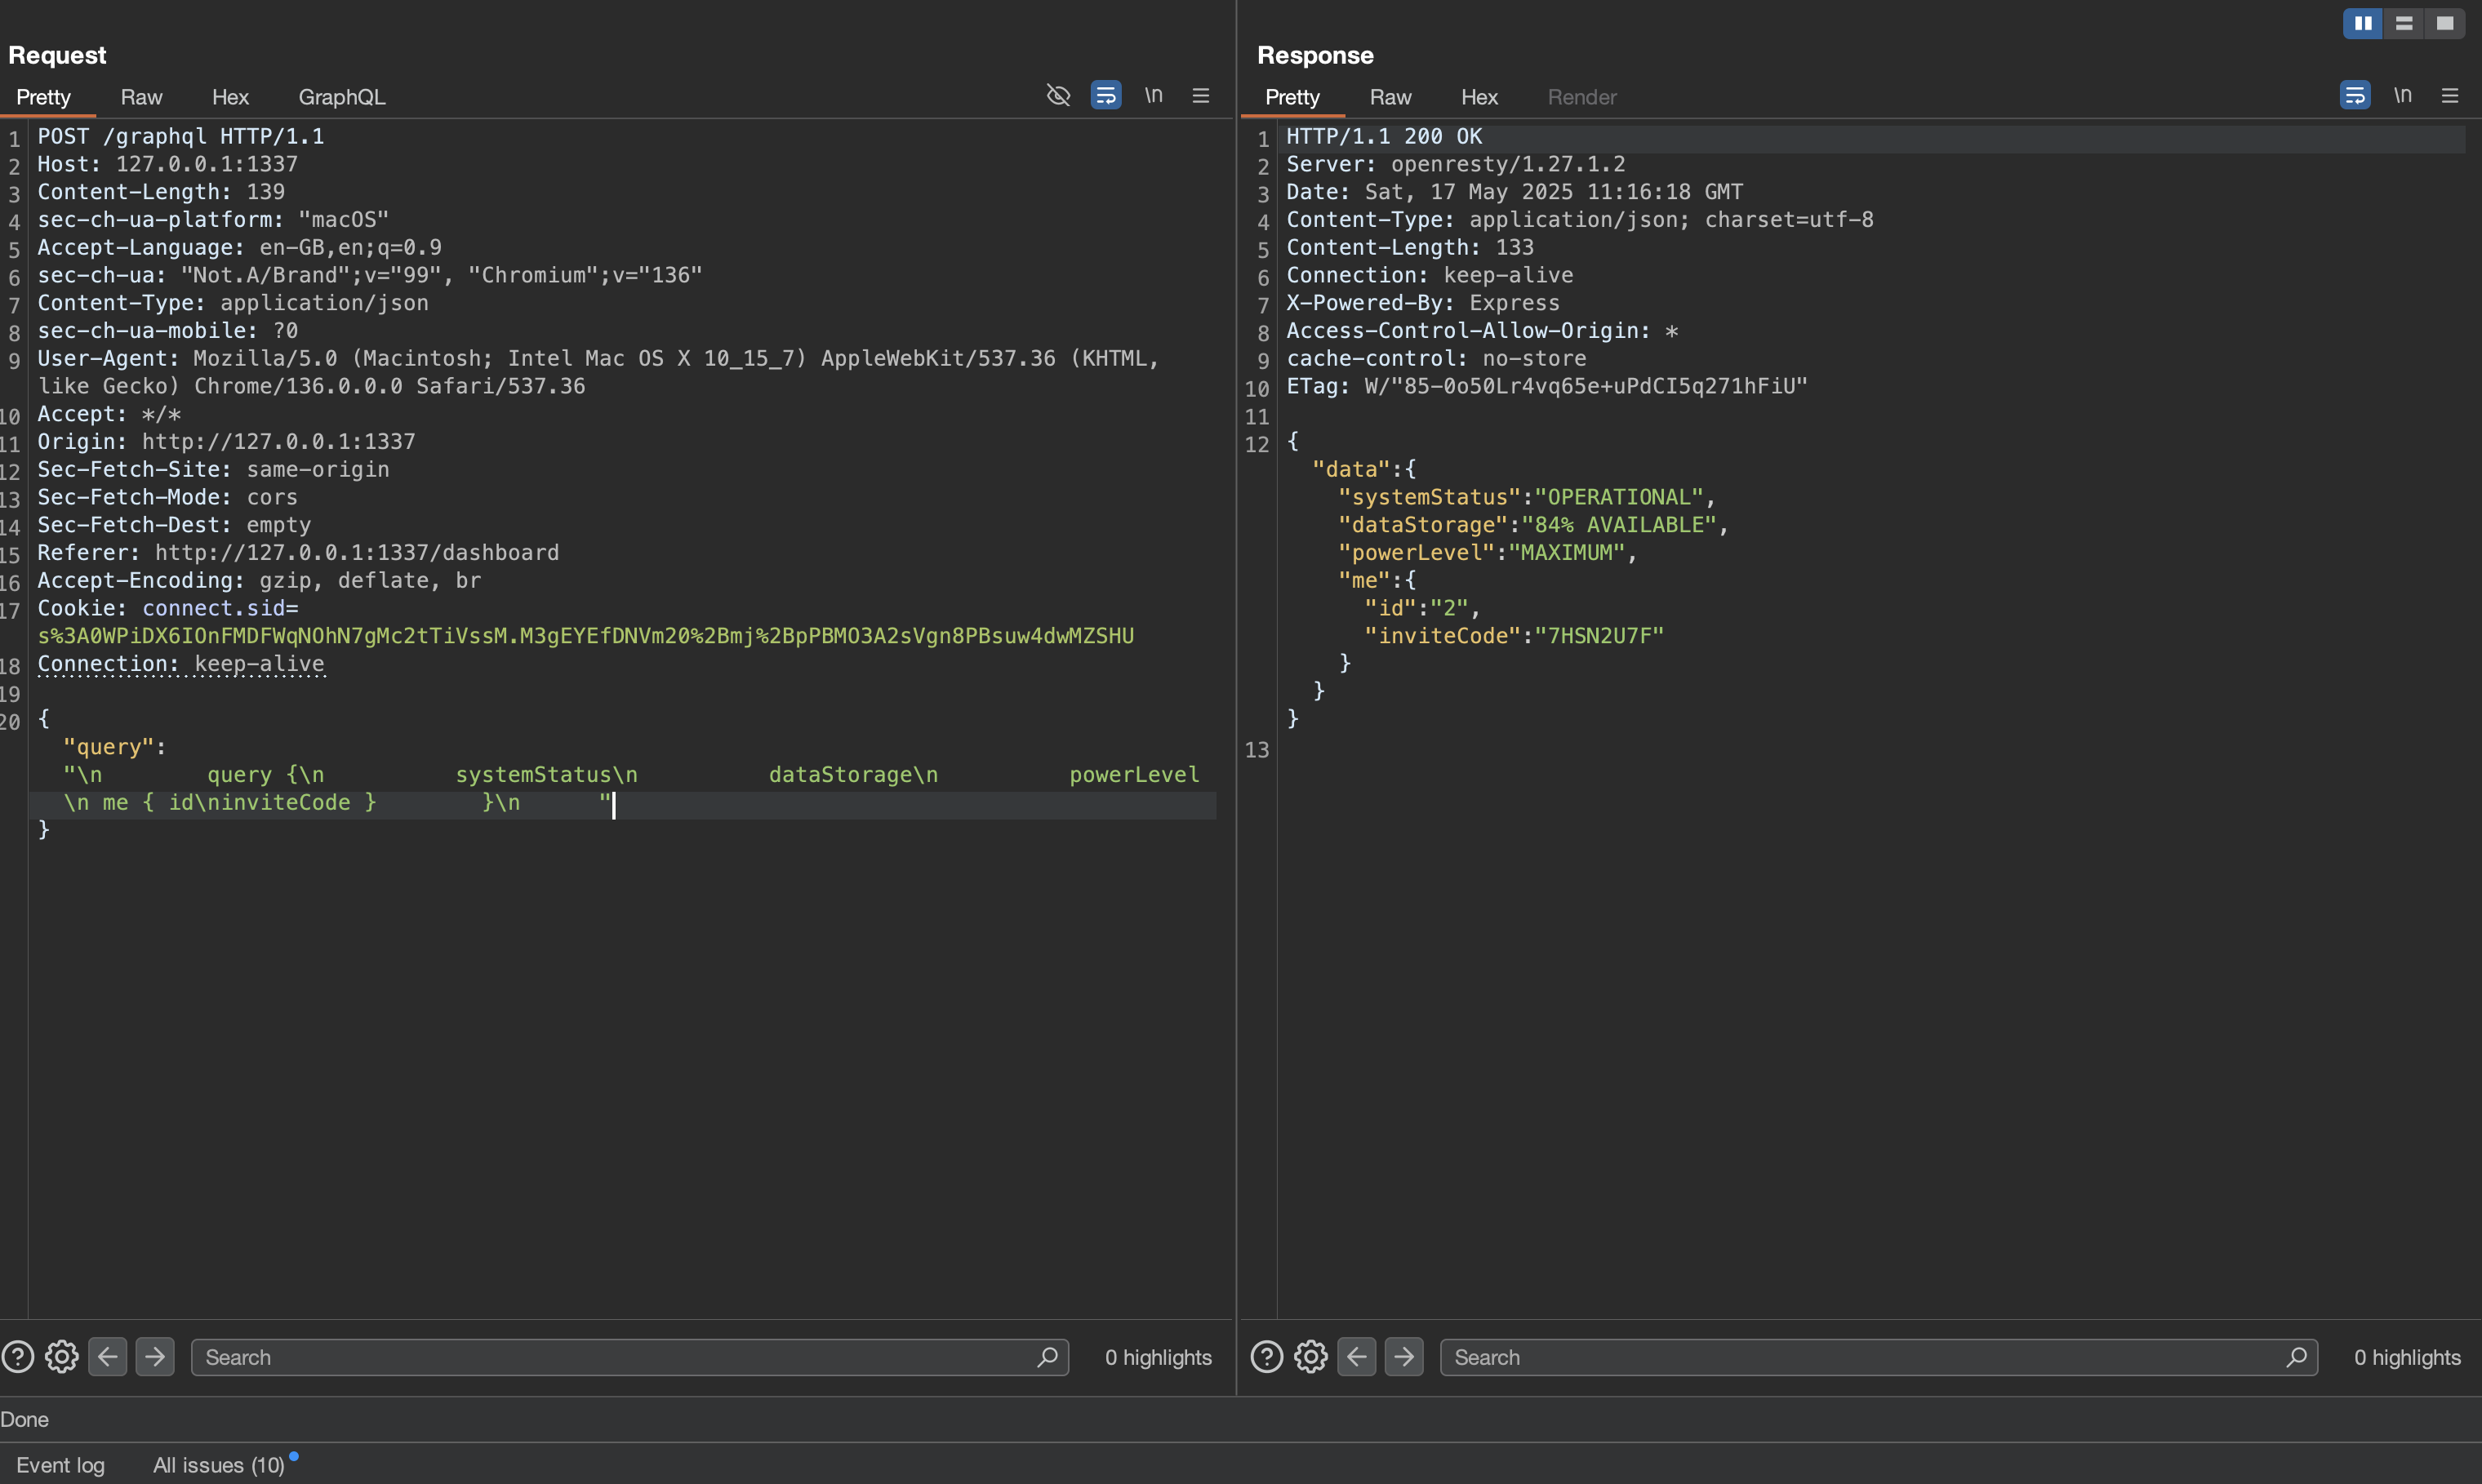 Request
Pretty Raw Hex GraphQL \n
1 POST /graphql HTTP/1.1
2 Host: 127.0.0.1:1337
3 Content-Length: 139
4 sec-ch-ua-platform: "macOS"
5 Accept-Language: en-GB,en;q=0.9
6 sec-ch-ua: "Not.A/Brand";v="99", "Chromium";v="136"
7 Content-Type: application/json
8 sec-ch-ua-mobile: ?0
9 User-Agent: Mozilla/5.0 (Macintosh; Intel Mac OS X 10_15_7) AppleWebKit/537.36 (KHTML,
like Gecko) Chrome/136.0.0.0 Safari/537.36
10 Accept: */*
11 Origin: http://127.0.0.1:1337
12 Sec-Fetch-Site: same-origin
13 Sec-Fetch-Mode: cors
14 Sec-Fetch-Dest: empty
15 Referer: http://127.0.0.1:1337/dashboard
16 Accept-Encoding: gzip, deflate, br
17 Cookie: connect.sid=
s%3A0WPiDX6IOnFMDFWqNOhN7gMc2tTiVssM.M3gEYEfDNVm20%2Bmj%2BpPBMO3A2sVgn8PBsuw4dwMZSHU
18 Connection: keep-alive
19
20 {
"query":
"\n        query {\n          systemStatus\n          dataStorage\n          powerLevel
\n me { id\ninviteCode }        }\n      "
}
Search
0 highlights
Response
Pretty Raw Hex Render \n
1 HTTP/1.1 200 OK
2 Server: openresty/1.27.1.2
3 Date: Sat, 17 May 2025 11:16:18 GMT
4 Content-Type: application/json; charset=utf-8
5 Content-Length: 133
6 Connection: keep-alive
7 X-Powered-By: Express
8 Access-Control-Allow-Origin: *
9 cache-control: no-store
10 ETag: W/"85-0o50Lr4vq65e+uPdCI5q271hFiU"
11
12 {
"data":{
"systemStatus":"OPERATIONAL",
"dataStorage":"84% AVAILABLE",
"powerLevel":"MAXIMUM",
"me":{
"id":"2",
"inviteCode":"7HSN2U7F"
}
}
}
13
Search
0 highlights
Done
Event log All issues (10)